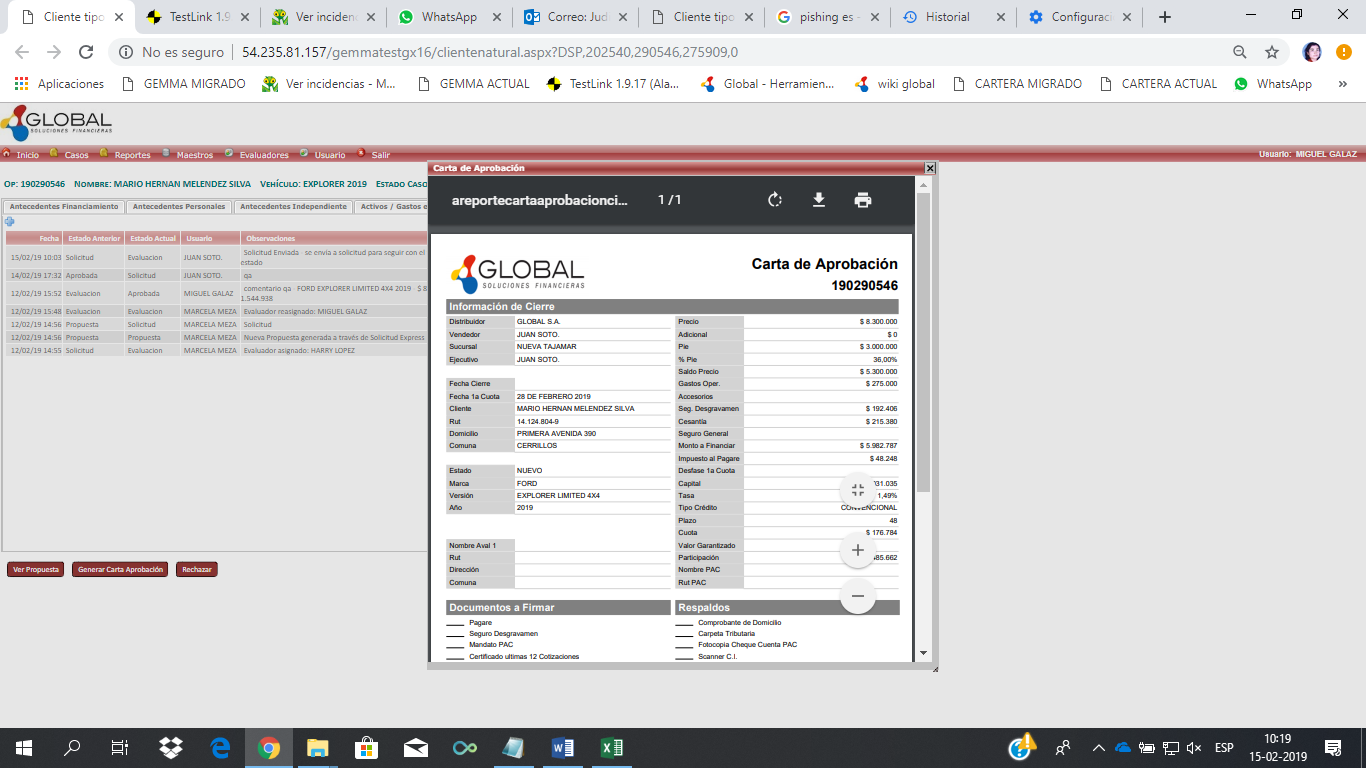 Cliente tipo
TestLink 1.9
Ver inciden
WhatsApp
Correo: Jud
Cliente tipo
pishing es -
Historial
Configuraci
No es seguro | 54.235.81.157/gemmatestgx16/clientenatural.aspx?DSP,202540,290546,275909,0
Aplicaciones GEMMA MIGRADO Ver incidencias - M... GEMMA ACTUAL TestLink 1.9.17 (Ala... Global - Herramien... wiki global CARTERA MIGRADO CARTERA ACTUAL WhatsApp »
GLOBAL
SOLUCIONES FINANCIERAS
Inicio Casos Reportes Maestros Evaluadores Usuario Salir Usuario: MIGUEL GALAZ
Op: 190290546 Nombre: MARIO HERNAN MELENDEZ SILVA Vehículo: EXPLORER 2019 Estado Caso
Antecedentes Financiamiento Antecedentes Personales Antecedentes Independiente Activos / Gastos e
Fecha Estado Anterior Estado Actual Usuario Observaciones
15/02/19 10:03 Solicitud Evaluacion JUAN SOTO. Solicitud Enviada - se envia a solicitud para seguir con el
estado
14/02/19 17:32 Aprobada Solicitud JUAN SOTO. qa
12/02/19 15:52 Evaluacion Aprobada MIGUEL GALAZ comentario qa - FORD EXPLORER LIMITED 4X4 2019 - $ 8
1.544.938
12/02/19 15:48 Evaluacion Evaluacion MARCELA MEZA Evaluador reasignado: MIGUEL GALAZ
12/02/19 14:56 Propuesta Solicitud MARCELA MEZA Solicitud
12/02/19 14:56 Propuesta Propuesta MARCELA MEZA Nueva Propuesta generada a través de Solicitud Express
12/02/19 14:55 Solicitud Evaluacion MARCELA MEZA Evaluador asignado: HARRY LOPEZ
Ver Propuesta Generar Carta Aprobación Rechazar
Carta de Aprobación
areportecartaaprobacionci... 1 / 1
GLOBAL
SOLUCIONES FINANCIERAS
Carta de Aprobación
190290546
Información de Cierre
Distribuidor GLOBAL S.A. Precio $ 8.300.000
Vendedor JUAN SOTO. Adicional $ 0
Sucursal NUEVA TAJAMAR Pie $ 3.000.000
Ejecutivo JUAN SOTO. % Pie 36,00%
Saldo Precio $ 5.300.000
Fecha Cierre Gastos Oper. $ 275.000
Fecha 1a Cuota 28 DE FEBRERO 2019 Accesorios
Cliente MARIO HERNAN MELENDEZ SILVA Seg. Desgravamen $ 192.406
Rut 14.124.804-9 Cesantía $ 215.380
Domicilio PRIMERA AVENIDA 390 Seguro General
Comuna CERRILLOS Monto a Financiar $ 5.982.787
Impuesto al Pagare $ 48.248
Estado NUEVO Desfase 1a Cuota
Marca FORD Capital 31.035
Versión EXPLORER LIMITED 4X4 Tasa 1,49%
Año 2019 Tipo Crédito CONVENCIONAL
Plazo 48
Cuota $ 176.784
Nombre Aval 1 Valor Garantizado
Rut Participación 85.662
Dirección Nombre PAC
Comuna Rut PAC
Documentos a Firmar Respaldos
Pagare Comprobante de Domicilio
Seguro Desgravamen Carpeta Tributaria
Mandato PAC Fotocopia Cheque Cuenta PAC
Certificado ultimas 12 Cotizaciones Scanner C.I.
ESP 10:19
15-02-2019